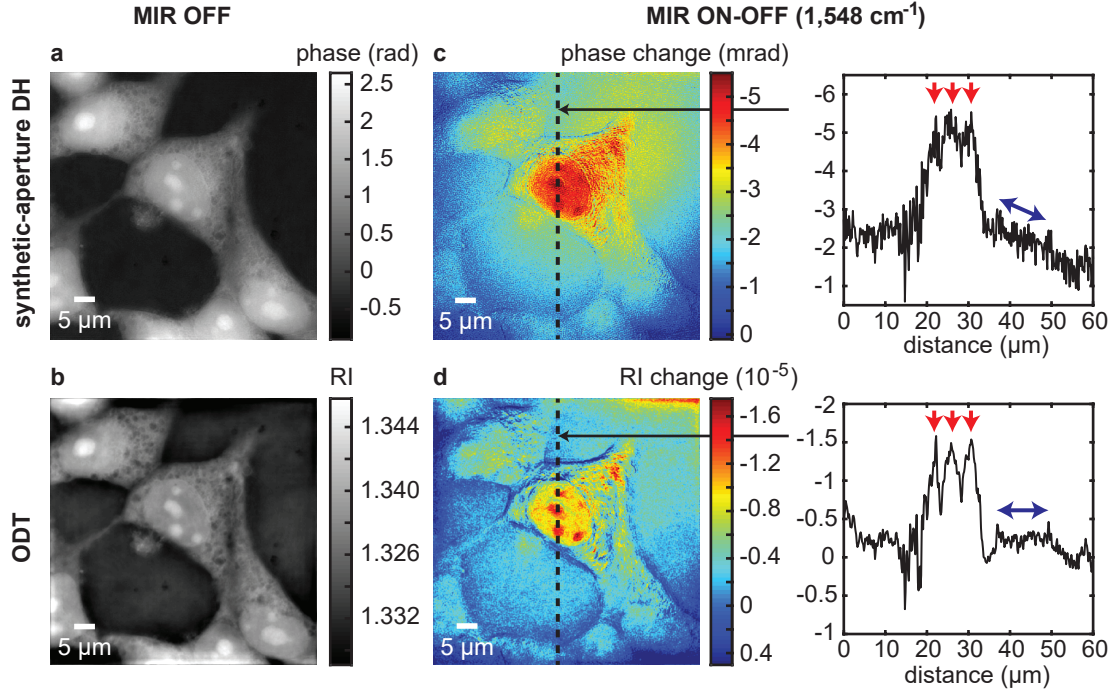 MIR OFF
MIR ON-OFF (1,548 cm⁻¹)
synthetic-aperture DH
a
phase (rad)
2.5
2
1.5
1
0.5
0
-0.5
5 µm
c
phase change (mrad)
-5
-4
-3
-2
-1
0
5 µm
-6
-5
-4
-3
-2
-1
0 10 20 30 40 50 60
distance (µm)
ODT
b
RI
1.344
1.340
1.326
1.332
5 µm
d
RI change (10⁻⁵)
-1.6
-1.2
-0.8
-0.4
0
0.4
5 µm
-2
-1.5
-1
-0.5
0
-0.5
-1
0 10 20 30 40 50 60
distance (µm)